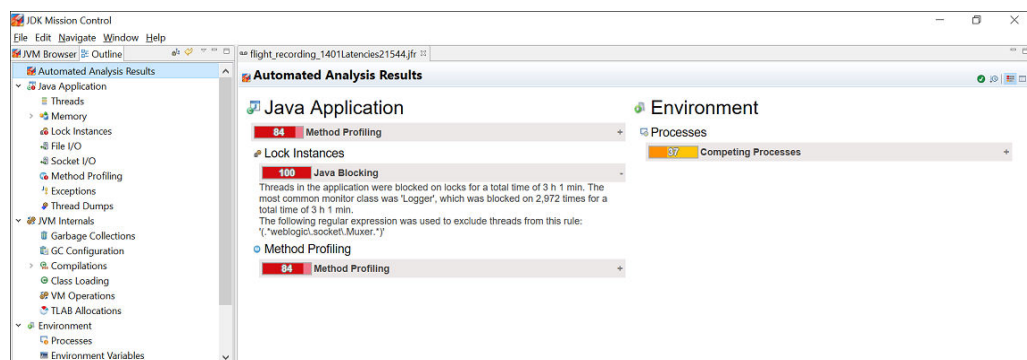 JDK Mission Control
File Edit Navigate Window Help
JVM Browser Outline
flight_recording_1401Latencies21544.jfr
Automated Analysis Results
Java Application
Threads
Memory
Lock Instances
File I/O
Socket I/O
Method Profiling
Exceptions
Thread Dumps
JVM Internals
Garbage Collections
GC Configuration
Compilations
Class Loading
VM Operations
TLAB Allocations
Environment
Processes
Environment Variables
Automated Analysis Results
Java Application
84 Method Profiling +
Lock Instances
100 Java Blocking -
Threads in the application were blocked on locks for a total time of 3 h 1 min. The
most common monitor class was 'Logger', which was blocked on 2,972 times for a
total time of 3 h 1 min.
The following regular expression was used to exclude threads from this rule:
'(.*weblogic\.socket\.Muxer.*)'
Method Profiling
84 Method Profiling +
Environment
Processes
37 Competing Processes +